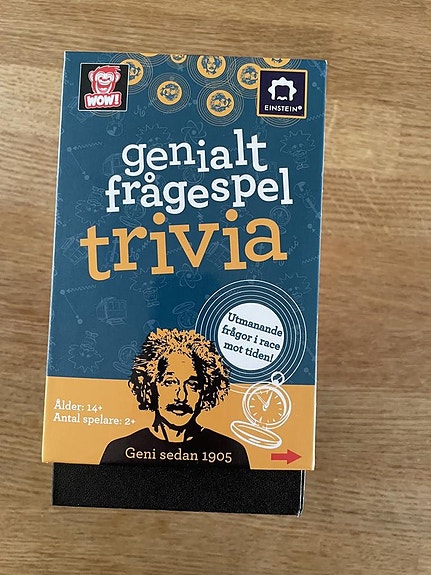 WOW!
EINSTEIN®
genialt
frågespel
trivia
Utmanande
frågor i race
mot tiden!
Ålder: 14+
Antal spelare: 2+
Geni sedan 1905